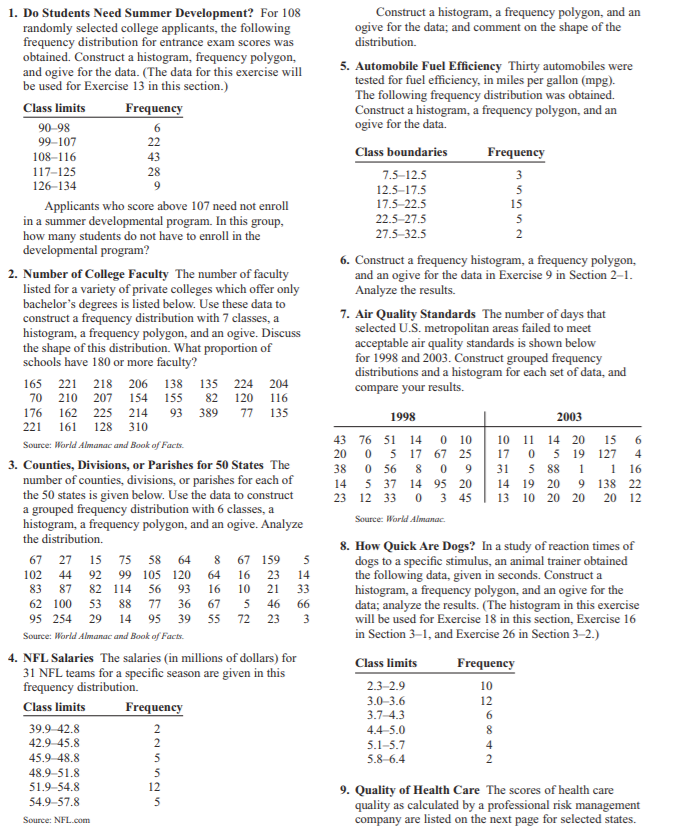 1. Do Students Need Summer Development? For 108
randomly selected college applicants, the following
frequency distribution for entrance exam scores was
obtained. Construct a histogram, frequency polygon,
and ogive for the data. (The data for this exercise will
be used for Exercise 13 in this section.)
Class limits Frequency
90–98 6
99–107 22
108–116 43
117–125 28
126–134 9
Applicants who score above 107 need not enroll
in a summer developmental program. In this group,
how many students do not have to enroll in the
developmental program?
2. Number of College Faculty The number of faculty
listed for a variety of private colleges which offer only
bachelor's degrees is listed below. Use these data to
construct a frequency distribution with 7 classes, a
histogram, a frequency polygon, and an ogive. Discuss
the shape of this distribution. What proportion of
schools have 180 or more faculty?
165 221 218 206 138 135 224 204
70 210 207 154 155 82 120 116
176 162 225 214 93 389 77 135
221 161 128 310
Source: World Almanac and Book of Facts.
3. Counties, Divisions, or Parishes for 50 States The
number of counties, divisions, or parishes for each of
the 50 states is given below. Use the data to construct
a grouped frequency distribution with 6 classes, a
histogram, a frequency polygon, and an ogive. Analyze
the distribution.
67 27 15 75 58 64 8 67 159 5
102 44 92 99 105 120 64 16 23 14
83 87 82 114 56 93 16 10 21 33
62 100 53 88 77 36 67 5 46 66
95 254 29 14 95 39 55 72 23 3
Source: World Almanac and Book of Facts.
4. NFL Salaries The salaries (in millions of dollars) for
31 NFL teams for a specific season are given in this
frequency distribution.
Class limits Frequency
39.9–42.8 2
42.9–45.8 2
45.9–48.8 5
48.9–51.8 5
51.9–54.8 12
54.9–57.8 5
Source: NFL.com
Construct a histogram, a frequency polygon, and an
ogive for the data; and comment on the shape of the
distribution.
5. Automobile Fuel Efficiency Thirty automobiles were
tested for fuel efficiency, in miles per gallon (mpg).
The following frequency distribution was obtained.
Construct a histogram, a frequency polygon, and an
ogive for the data.
Class boundaries Frequency
7.5–12.5 3
12.5–17.5 5
17.5–22.5 15
22.5–27.5 5
27.5–32.5 2
6. Construct a frequency histogram, a frequency polygon,
and an ogive for the data in Exercise 9 in Section 2–1.
Analyze the results.
7. Air Quality Standards The number of days that
selected U.S. metropolitan areas failed to meet
acceptable air quality standards is shown below
for 1998 and 2003. Construct grouped frequency
distributions and a histogram for each set of data, and
compare your results.
1998 2003
43 76 51 14 0 10 10 11 14 20 15 6
20 0 5 17 67 25 17 0 5 19 127 4
38 0 56 8 0 9 31 5 88 1 1 16
14 5 37 14 95 20 14 19 20 9 138 22
23 12 33 0 3 45 13 10 20 20 20 12
Source: World Almanac.
8. How Quick Are Dogs? In a study of reaction times of
dogs to a specific stimulus, an animal trainer obtained
the following data, given in seconds. Construct a
histogram, a frequency polygon, and an ogive for the
data; analyze the results. (The histogram in this exercise
will be used for Exercise 18 in this section, Exercise 16
in Section 3–1, and Exercise 26 in Section 3–2.)
Class limits Frequency
2.3–2.9 10
3.0–3.6 12
3.7–4.3 6
4.4–5.0 8
5.1–5.7 4
5.8–6.4 2
9. Quality of Health Care The scores of health care
quality as calculated by a professional risk management
company are listed on the next page for selected states.